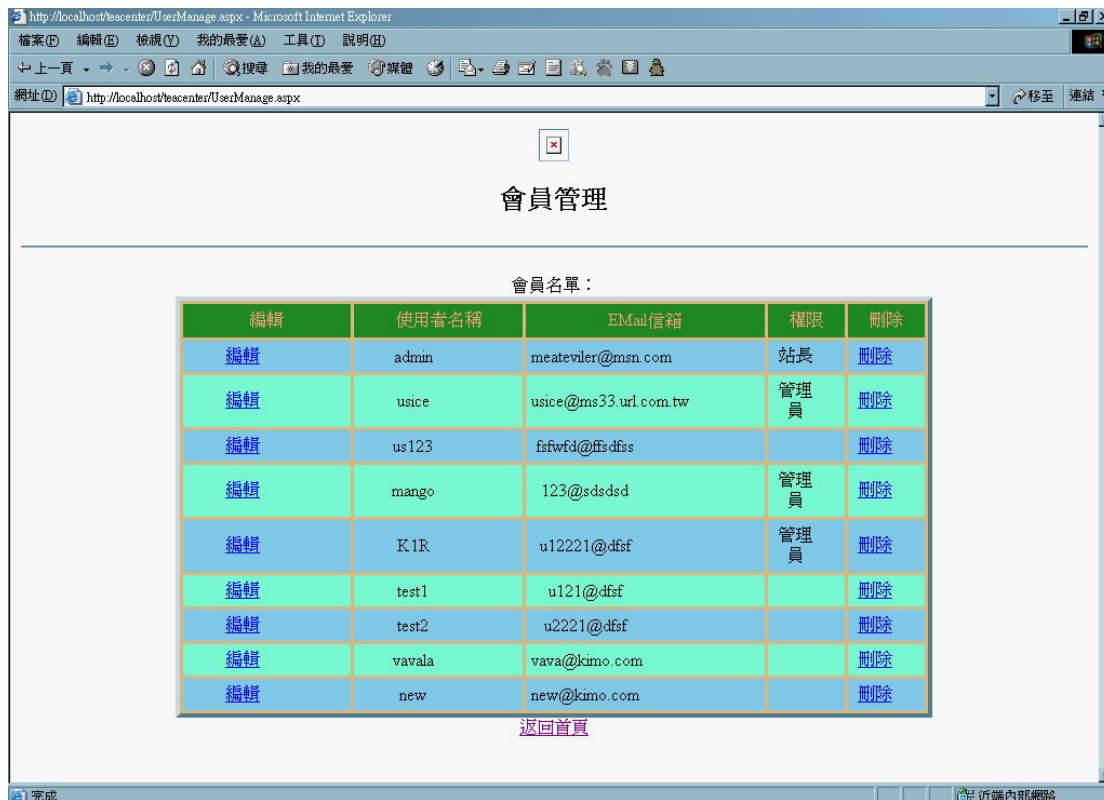 http://localhost/teacenter/UserManage.aspx - Microsoft Internet Explorer
檔案(F) 編輯(E) 檢視(V) 我的最愛(A) 工具(T) 說明(H)
上一頁 搜尋 我的最愛 媒體
網址(D) http://localhost/teacenter/UserManage.aspx 移至 連結
會員管理
會員名單：
編輯 使用者名稱 EMail信箱 權限 刪除
編輯 admin meateviler@msn.com 站長 刪除
編輯 usice usice@ms33.url.com.tw 管理員 刪除
編輯 us123 fsfwfd@ffsdfss 刪除
編輯 mango 123@sdsdsd 管理員 刪除
編輯 K1R u12221@dfsf 管理員 刪除
編輯 test1 u121@dfsf 刪除
編輯 test2 u2221@dfsf 刪除
編輯 vavala vava@kimo.com 刪除
編輯 new new@kimo.com 刪除
返回首頁
完成 近端內部網路